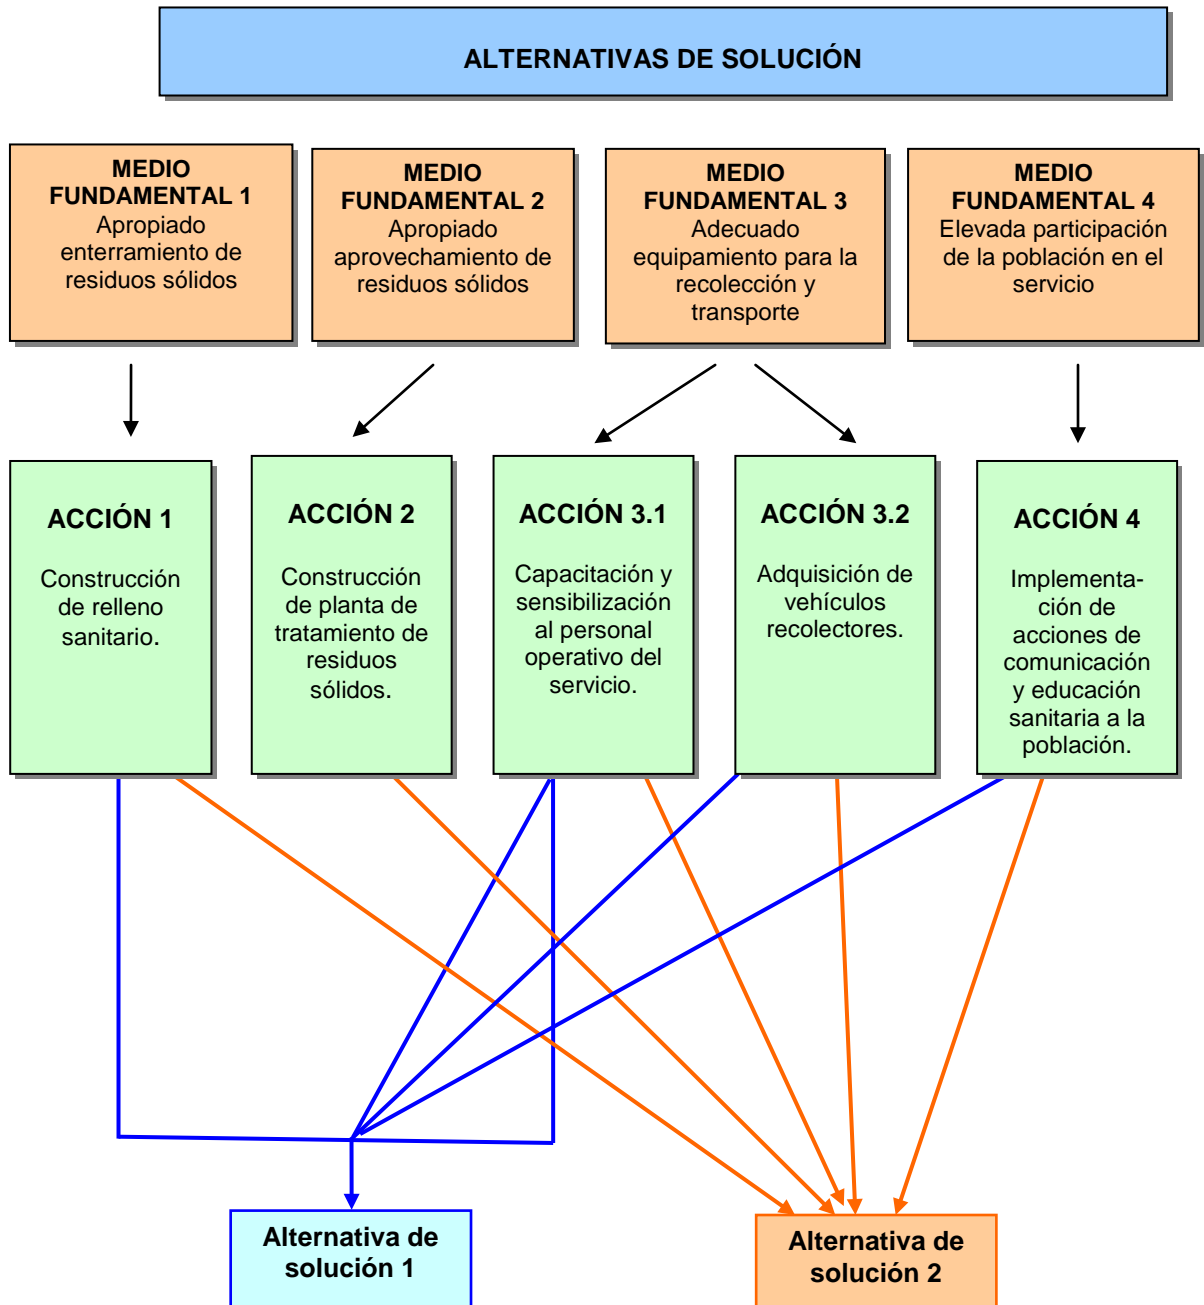 ALTERNATIVAS DE SOLUCIÓN
MEDIO
FUNDAMENTAL 1
Apropiado
enterramiento de
residuos sólidos
MEDIO
FUNDAMENTAL 2
Apropiado
aprovechamiento de
residuos sólidos
MEDIO
FUNDAMENTAL 3
Adecuado
equipamiento para la
recolección y
transporte
MEDIO
FUNDAMENTAL 4
Elevada participación
de la población en el
servicio
ACCIÓN 1
Construcción
de relleno
sanitario.
ACCIÓN 2
Construcción
de planta de
tratamiento de
residuos
sólidos.
ACCIÓN 3.1
Capacitación y
sensibilización
al personal
operativo del
servicio.
ACCIÓN 3.2
Adquisición de
vehículos
recolectores.
ACCIÓN 4
Implementa-
ción de
acciones de
comunicación
y educación
sanitaria a la
población.
Alternativa de
solución 1
Alternativa de
solución 2